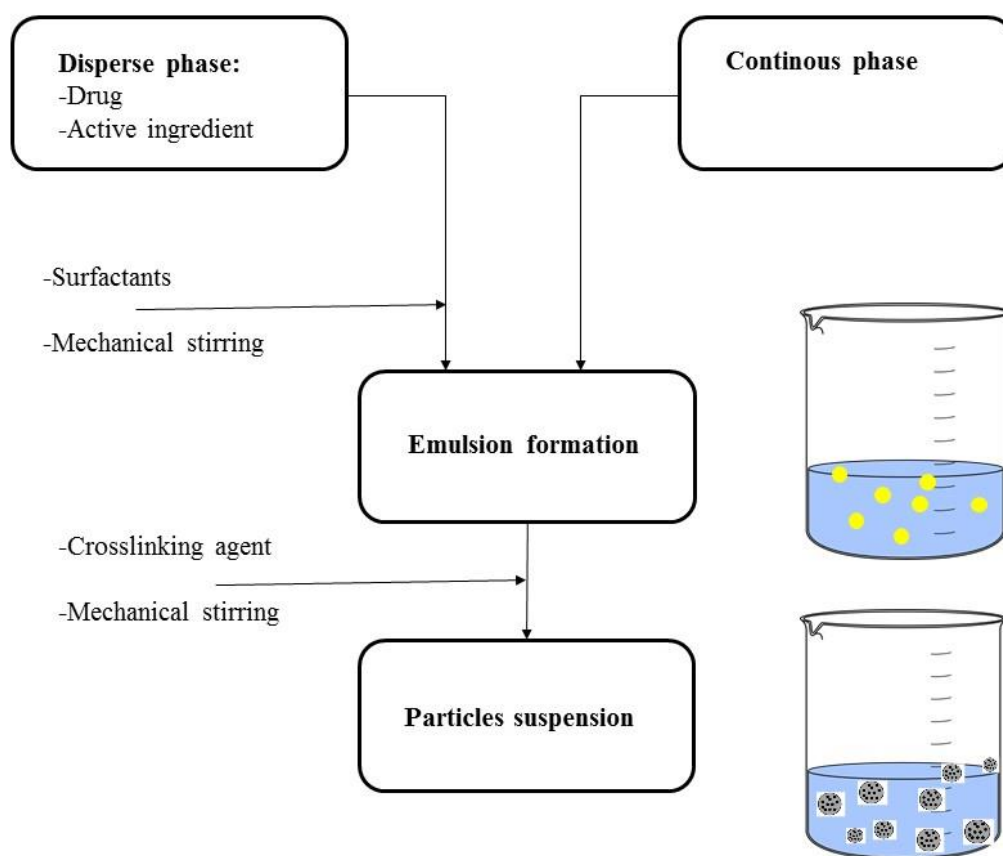 Disperse phase:
-Drug
-Active ingredient
Continous phase
-Surfactants
-Mechanical stirring
Emulsion formation
-Crosslinking agent
-Mechanical stirring
Particles suspension